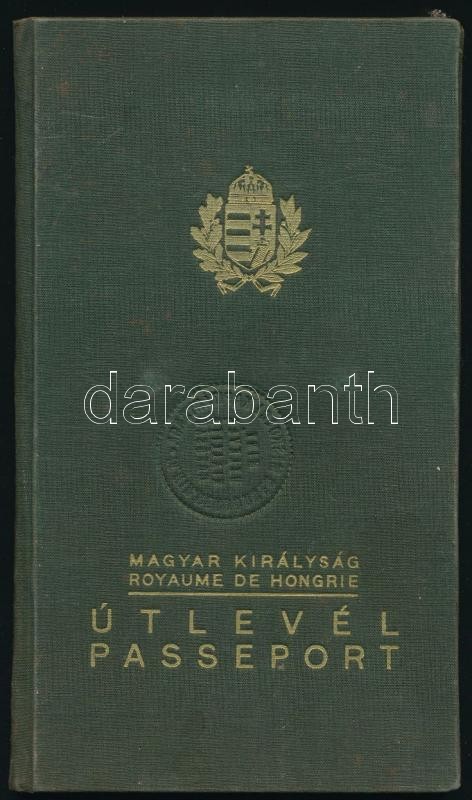 darabanth
MAGYAR KIRÁLYSÁG
ROYAUME DE HONGRIE
ÚTLEVÉL
PASSEPORT